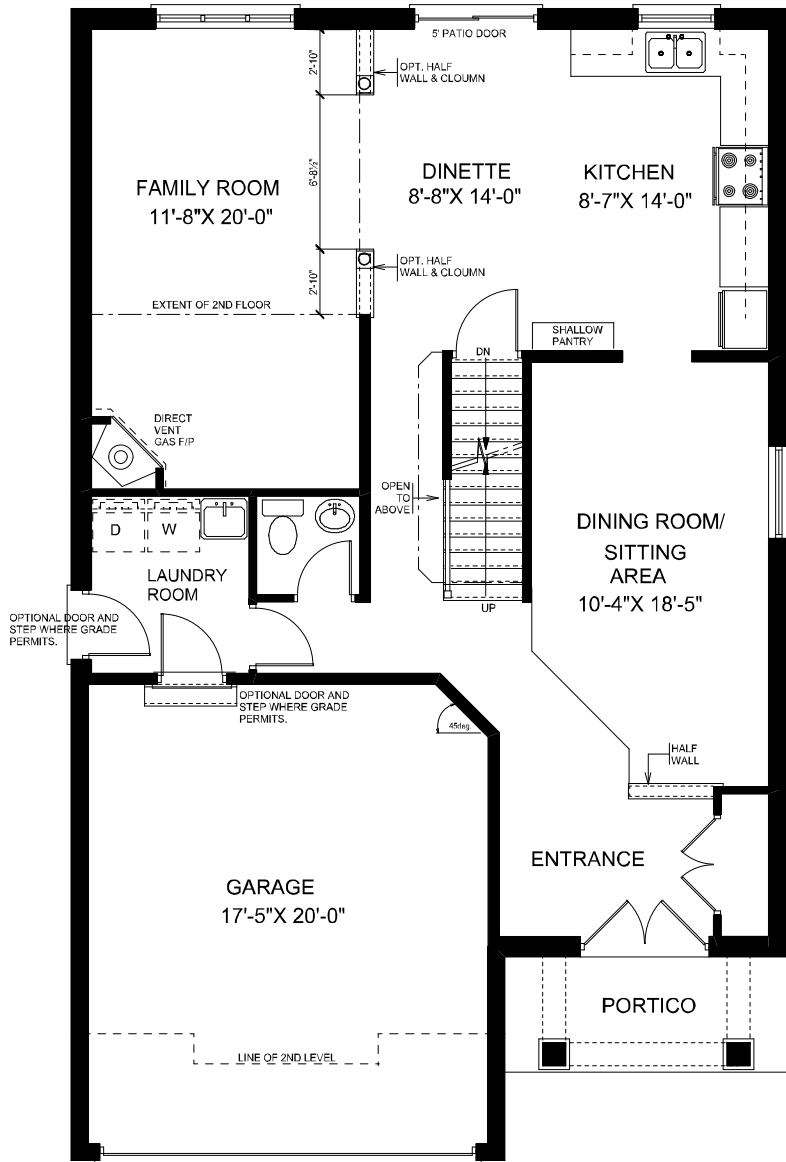 5' PATIO DOOR
2'-10"
OPT. HALF
WALL & CLOUMN
FAMILY ROOM
11'-8"X 20'-0"
6'-8½"
DINETTE
8'-8"X 14'-0"
KITCHEN
8'-7"X 14'-0"
OPT. HALF
WALL & CLOUMN
2'-10"
EXTENT OF 2ND FLOOR
SHALLOW
PANTRY
DN
DIRECT
VENT
GAS F/P
OPEN
TO
ABOVE
D
W
DINING ROOM/
SITTING
AREA
10'-4"X 18'-5"
LAUNDRY
ROOM
UP
OPTIONAL DOOR AND
STEP WHERE GRADE
PERMITS.
OPTIONAL DOOR AND
STEP WHERE GRADE
PERMITS.
45deg.
HALF
WALL
ENTRANCE
GARAGE
17'-5"X 20'-0"
PORTICO
LINE OF 2ND LEVEL